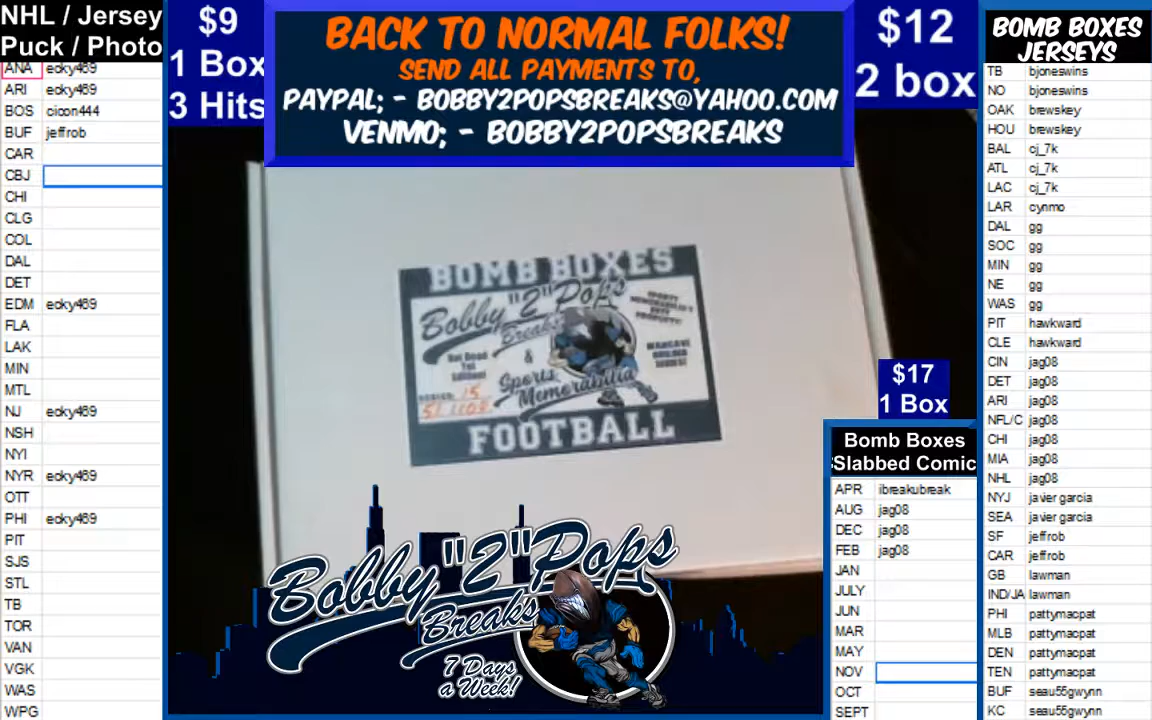 NHL / Jersey
Puck / Photo
ANA ecky469
ARI ecky469
BOS cicon444
BUF jeffrob
CAR
CBJ
CHI
CLG
COL
DAL
DET
EDM ecky469
FLA
LAK
MIN
MTL
NJ ecky469
NSH
NYI
NYR ecky469
OTT
PHI ecky469
PIT
SJS
STL
TB
TOR
VAN
VGK
WAS
WPG
$9
1 Box
3 Hits
BACK TO NORMAL FOLKS!
SEND ALL PAYMENTS TO,
PAYPAL; - BOBBY2POPSBREAKS@YAHOO.COM
VENMO; - BOBBY2POPSBREAKS
$12
2 box
BOMB BOXES
Bobby "2" Pops
Breaks
&
Sports
Memorabilia
FOOTBALL
Bobby "2" Pops
Breaks
7 Days
a Week!
$17
1 Box
Bomb Boxes
Slabbed Comic
APR ibreakubreak
AUG jag08
DEC jag08
FEB jag08
JAN
JULY
JUN
MAR
MAY
NOV
OCT
SEPT
BOMB BOXES
JERSEYS
TB bjoneswins
NO bjoneswins
OAK brewskey
HOU brewskey
BAL cj_7k
ATL cj_7k
LAC cj_7k
LAR cynmo
DAL gg
SOC gg
MIN gg
NE gg
WAS gg
PIT hawkward
CLE hawkward
CIN jag08
DET jag08
ARI jag08
NFL/C jag08
CHI jag08
MIA jag08
NHL jag08
NYJ javier garcia
SEA javier garcia
SF jeffrob
CAR jeffrob
GB lawman
IND/JA lawman
PHI pattymacpat
MLB pattymacpat
DEN pattymacpat
TEN pattymacpat
BUF seau55gwynn
KC seau55gwynn